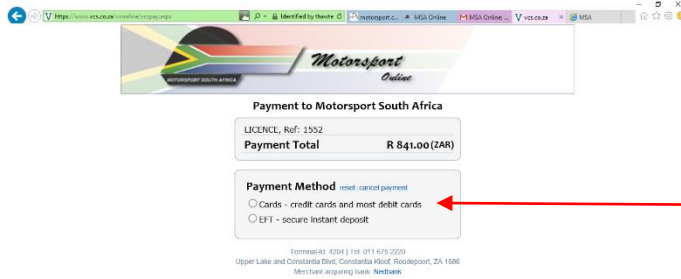 https://www.vcs.co.za/vvonline/vcspay.aspx
Identified by thawte
motorsport.c...
MSA Online
MSA Online ...
vcs.co.za
MSA
Motorsport
Online
MOTORSPORT SOUTH AFRICA
Payment to Motorsport South Africa
LICENCE, Ref: 1552
Payment Total R 841.00 (ZAR)
Payment Method reset | cancel payment
Cards - credit cards and most debit cards
EFT - secure instant deposit
Terminal-Id: 4264 | Tel: 011 675 2220
Upper Lake and Constantia Blvd, Constantia Kloof, Roodepoort, ZA 1586
Merchant acquiring bank: Nedbank